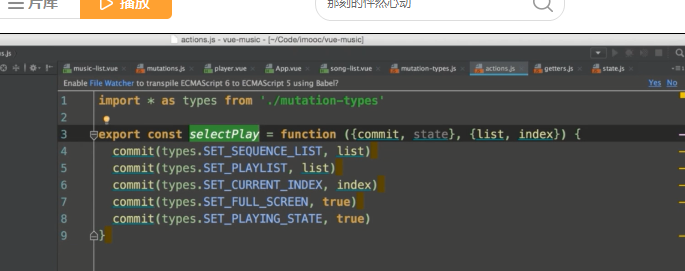 片库
播放
那刻的怦然心动
actions.js - vue-music - [~/Code/imooc/vue-music]
music-list.vue mutations.js player.vue App.vue song-list.vue mutation-types.js actions.js getters.js state.js
Enable File Watcher to transpile ECMAScript 6 to ECMAScript 5 using Babel? Yes No
1 import * as types from './mutation-types'
2
3 export const selectPlay = function ({commit, state}, {list, index}) {
4 commit(types.SET_SEQUENCE_LIST, list)
5 commit(types.SET_PLAYLIST, list)
6 commit(types.SET_CURRENT_INDEX, index)
7 commit(types.SET_FULL_SCREEN, true)
8 commit(types.SET_PLAYING_STATE, true)
9 }